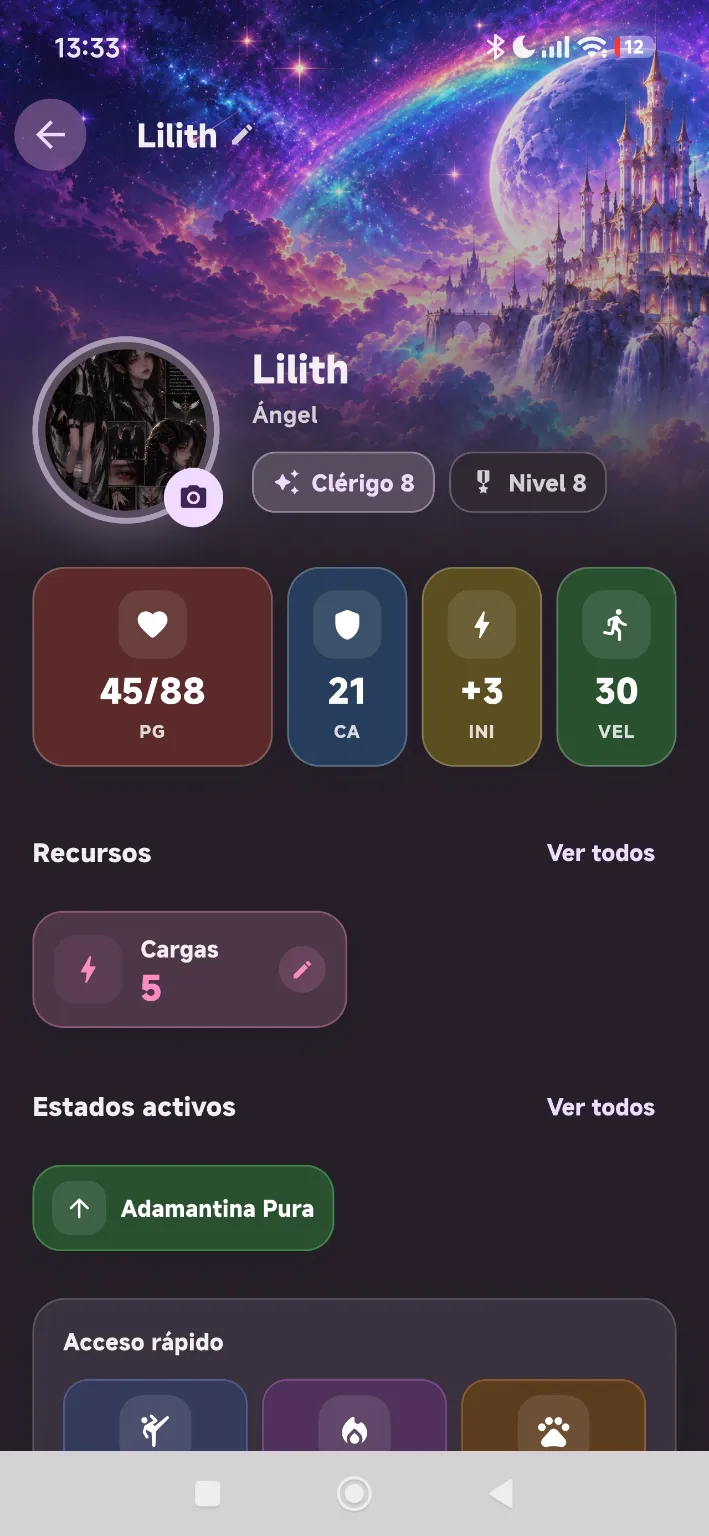 13:33
12
Lilith
Lilith
Ángel
Clérigo 8
Nivel 8
45/88
PG
21
CA
+3
INI
30
VEL
Recursos
Ver todos
Cargas
5
Estados activos
Ver todos
Adamantina Pura
Acceso rápido